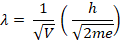 λ = 1/√V ( h/√2me )